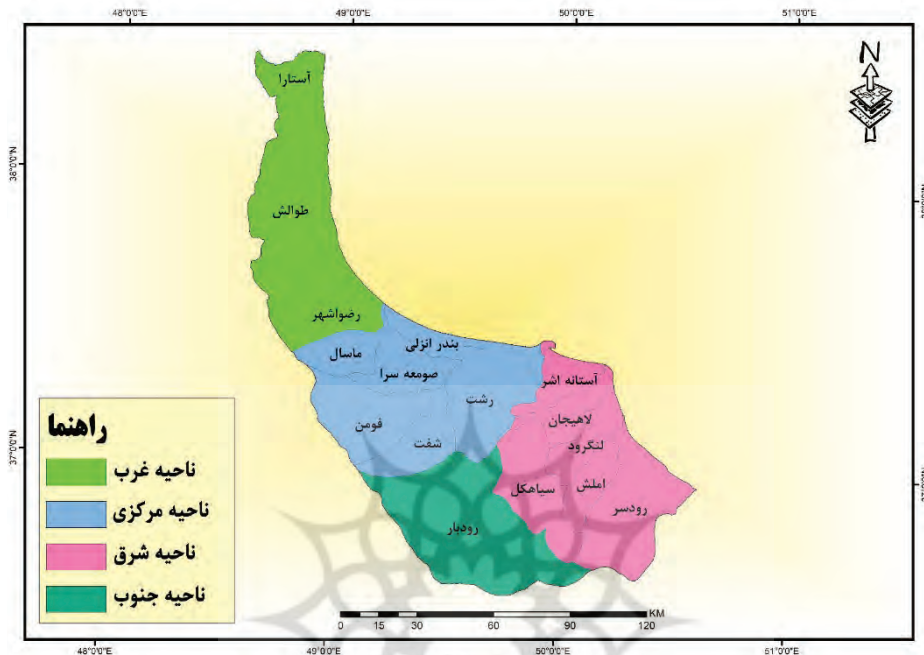 48°0'0"E 49°0'0"E 50°0'0"E 51°0'0"E
N
38°0'0"N
37°0'0"N
آستارا
طوالش
رضواشهر
بندر انزلی
ماسال
صومعه سرا
آستانه اشر
رشت
لاهیجان
فومن
لنگرود
شفت
سیاهکل
املش
رودسر
رودبار
راهنما
ناحیه غرب
ناحیه مرکزی
ناحیه شرق
ناحیه جنوب
KM
0 15 30 60 90 120
48°0'0"E 49°0'0"E 50°0'0"E 51°0'0"E